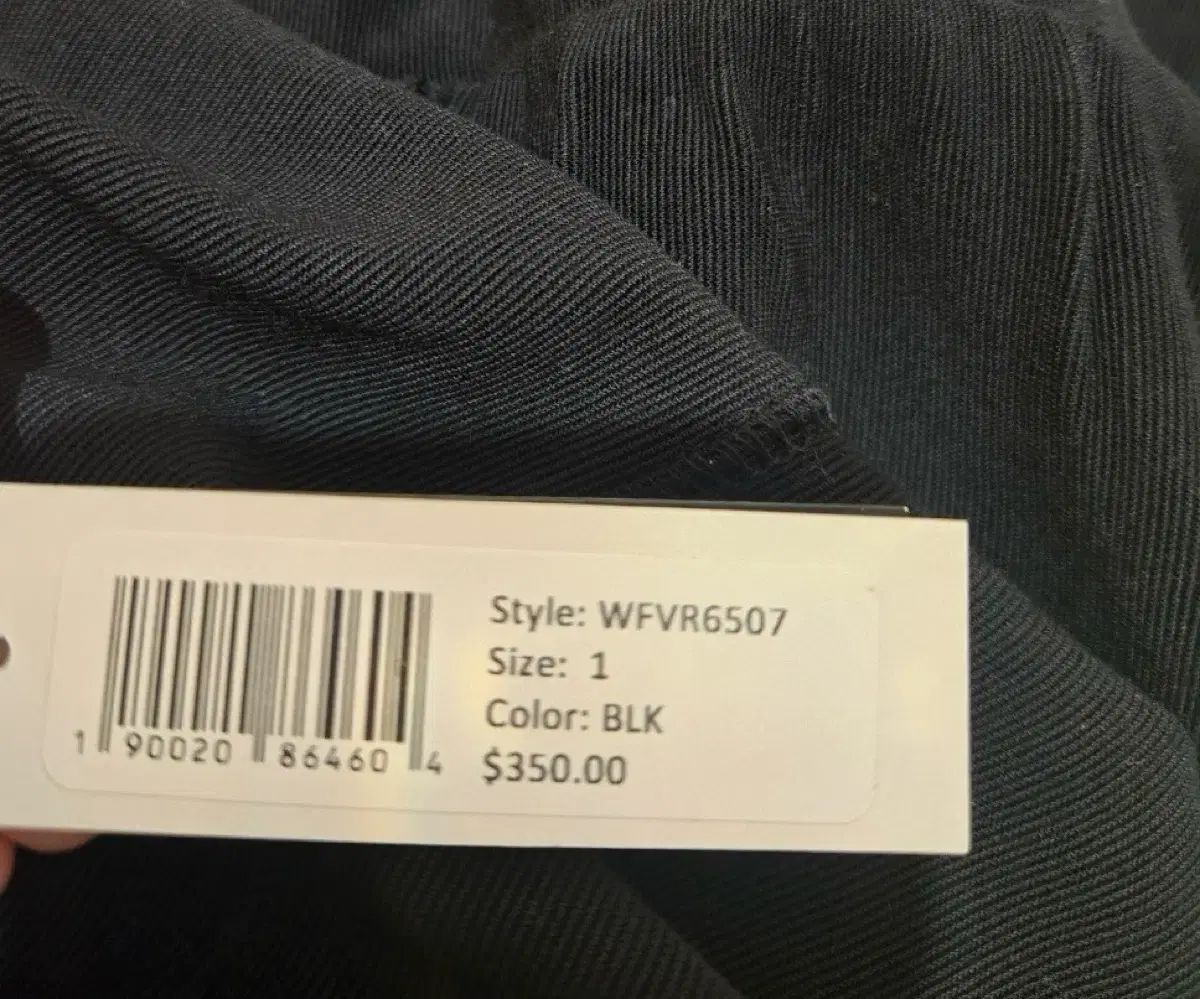 Style: WFVR6507
Size: 1
Color: BLK
$350.00
1 90020 86460 4